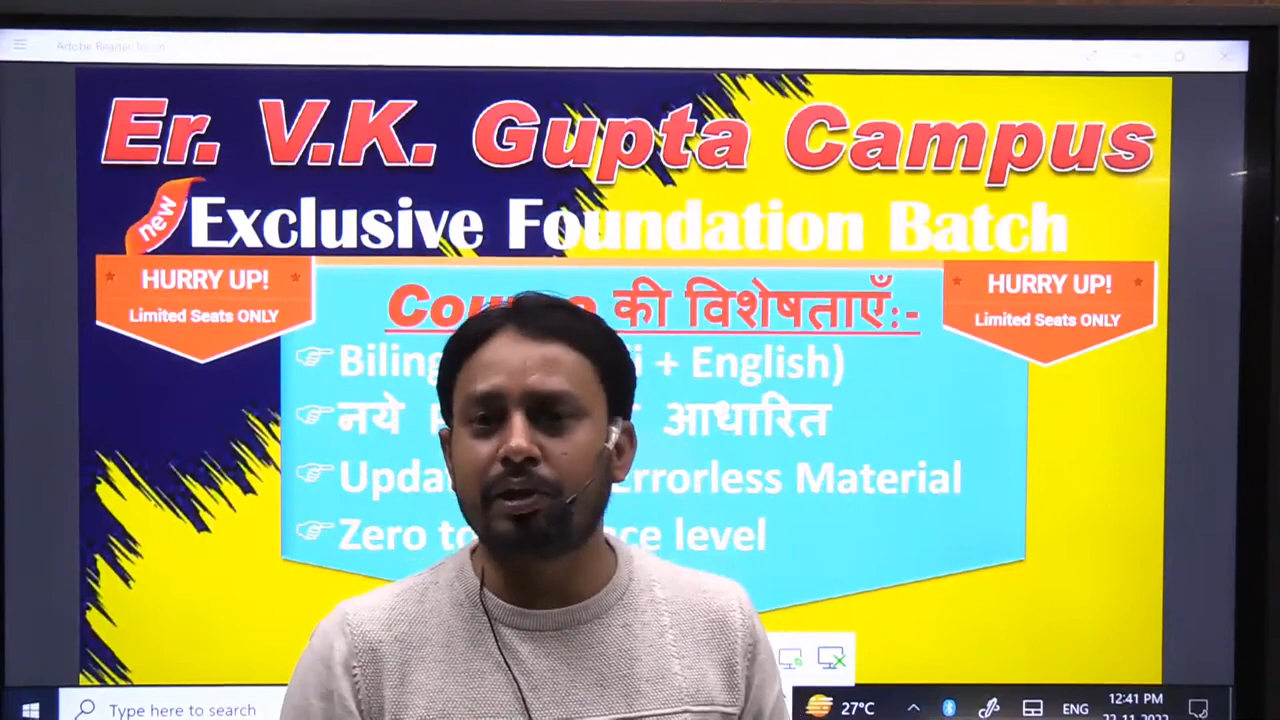 Adobe Reader Touch
Er. V.K. Gupta Campus
new
Exclusive Foundation Batch
HURRY UP!
Limited Seats ONLY
HURRY UP!
Limited Seats ONLY
की विशेषताएँ:-
+ English)
नये आधारित
Errorless Material
Zero level
Type here to search
27°C
ENG
12:41 PM